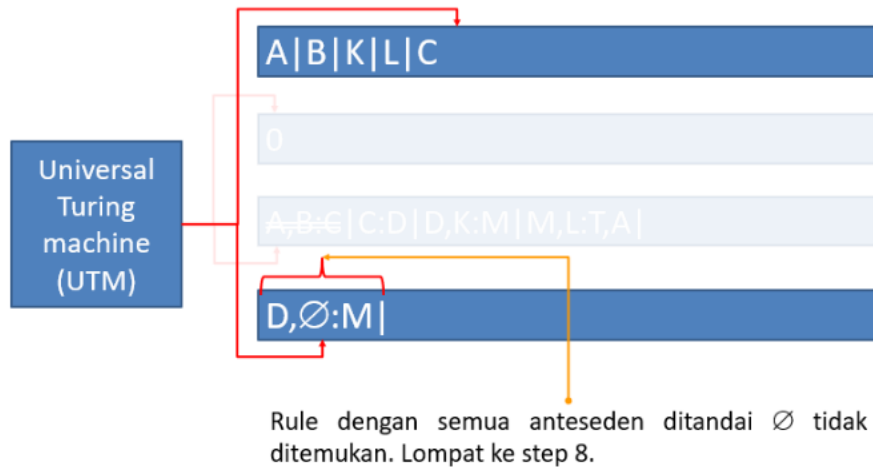 A|B|K|L|C
0
A,B:C|C:D|D,K:M|M,L:T,A|
Universal
Turing
machine
(UTM)
D,∅:M|
Rule dengan semua anteseden ditandai ∅ tidak
ditemukan. Lompat ke step 8.